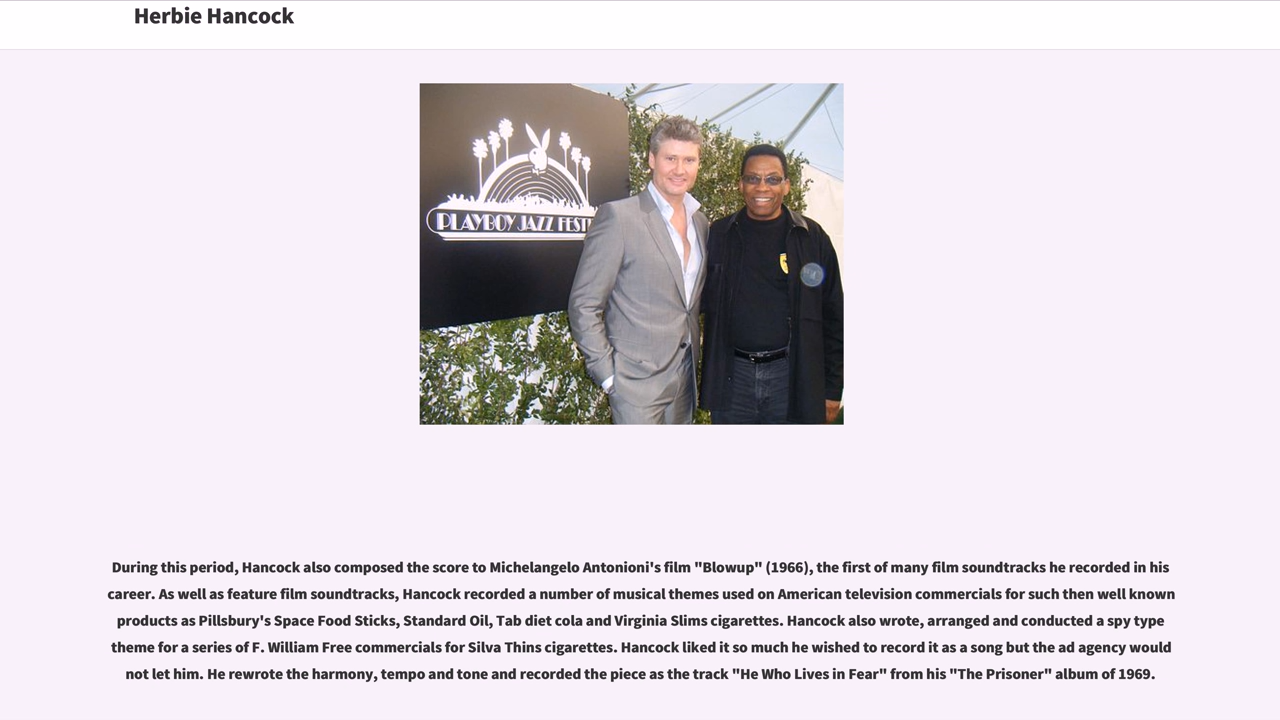 Herbie Hancock
PLAYBOY JAZZ
During this period, Hancock also composed the score to Michelangelo Antonioni's film "Blowup" (1966), the first of many film soundtracks he recorded in his
career. As well as feature film soundtracks, Hancock recorded a number of musical themes used on American television commercials for such then well known
products as Pillsbury's Space Food Sticks, Standard Oil, Tab diet cola and Virginia Slims cigarettes. Hancock also wrote, arranged and conducted a spy type
theme for a series of F. William Free commercials for Silva Thins cigarettes. Hancock liked it so much he wished to record it as a song but the ad agency would
not let him. He rewrote the harmony, tempo and tone and recorded the piece as the track "He Who Lives in Fear" from his "The Prisoner" album of 1969.